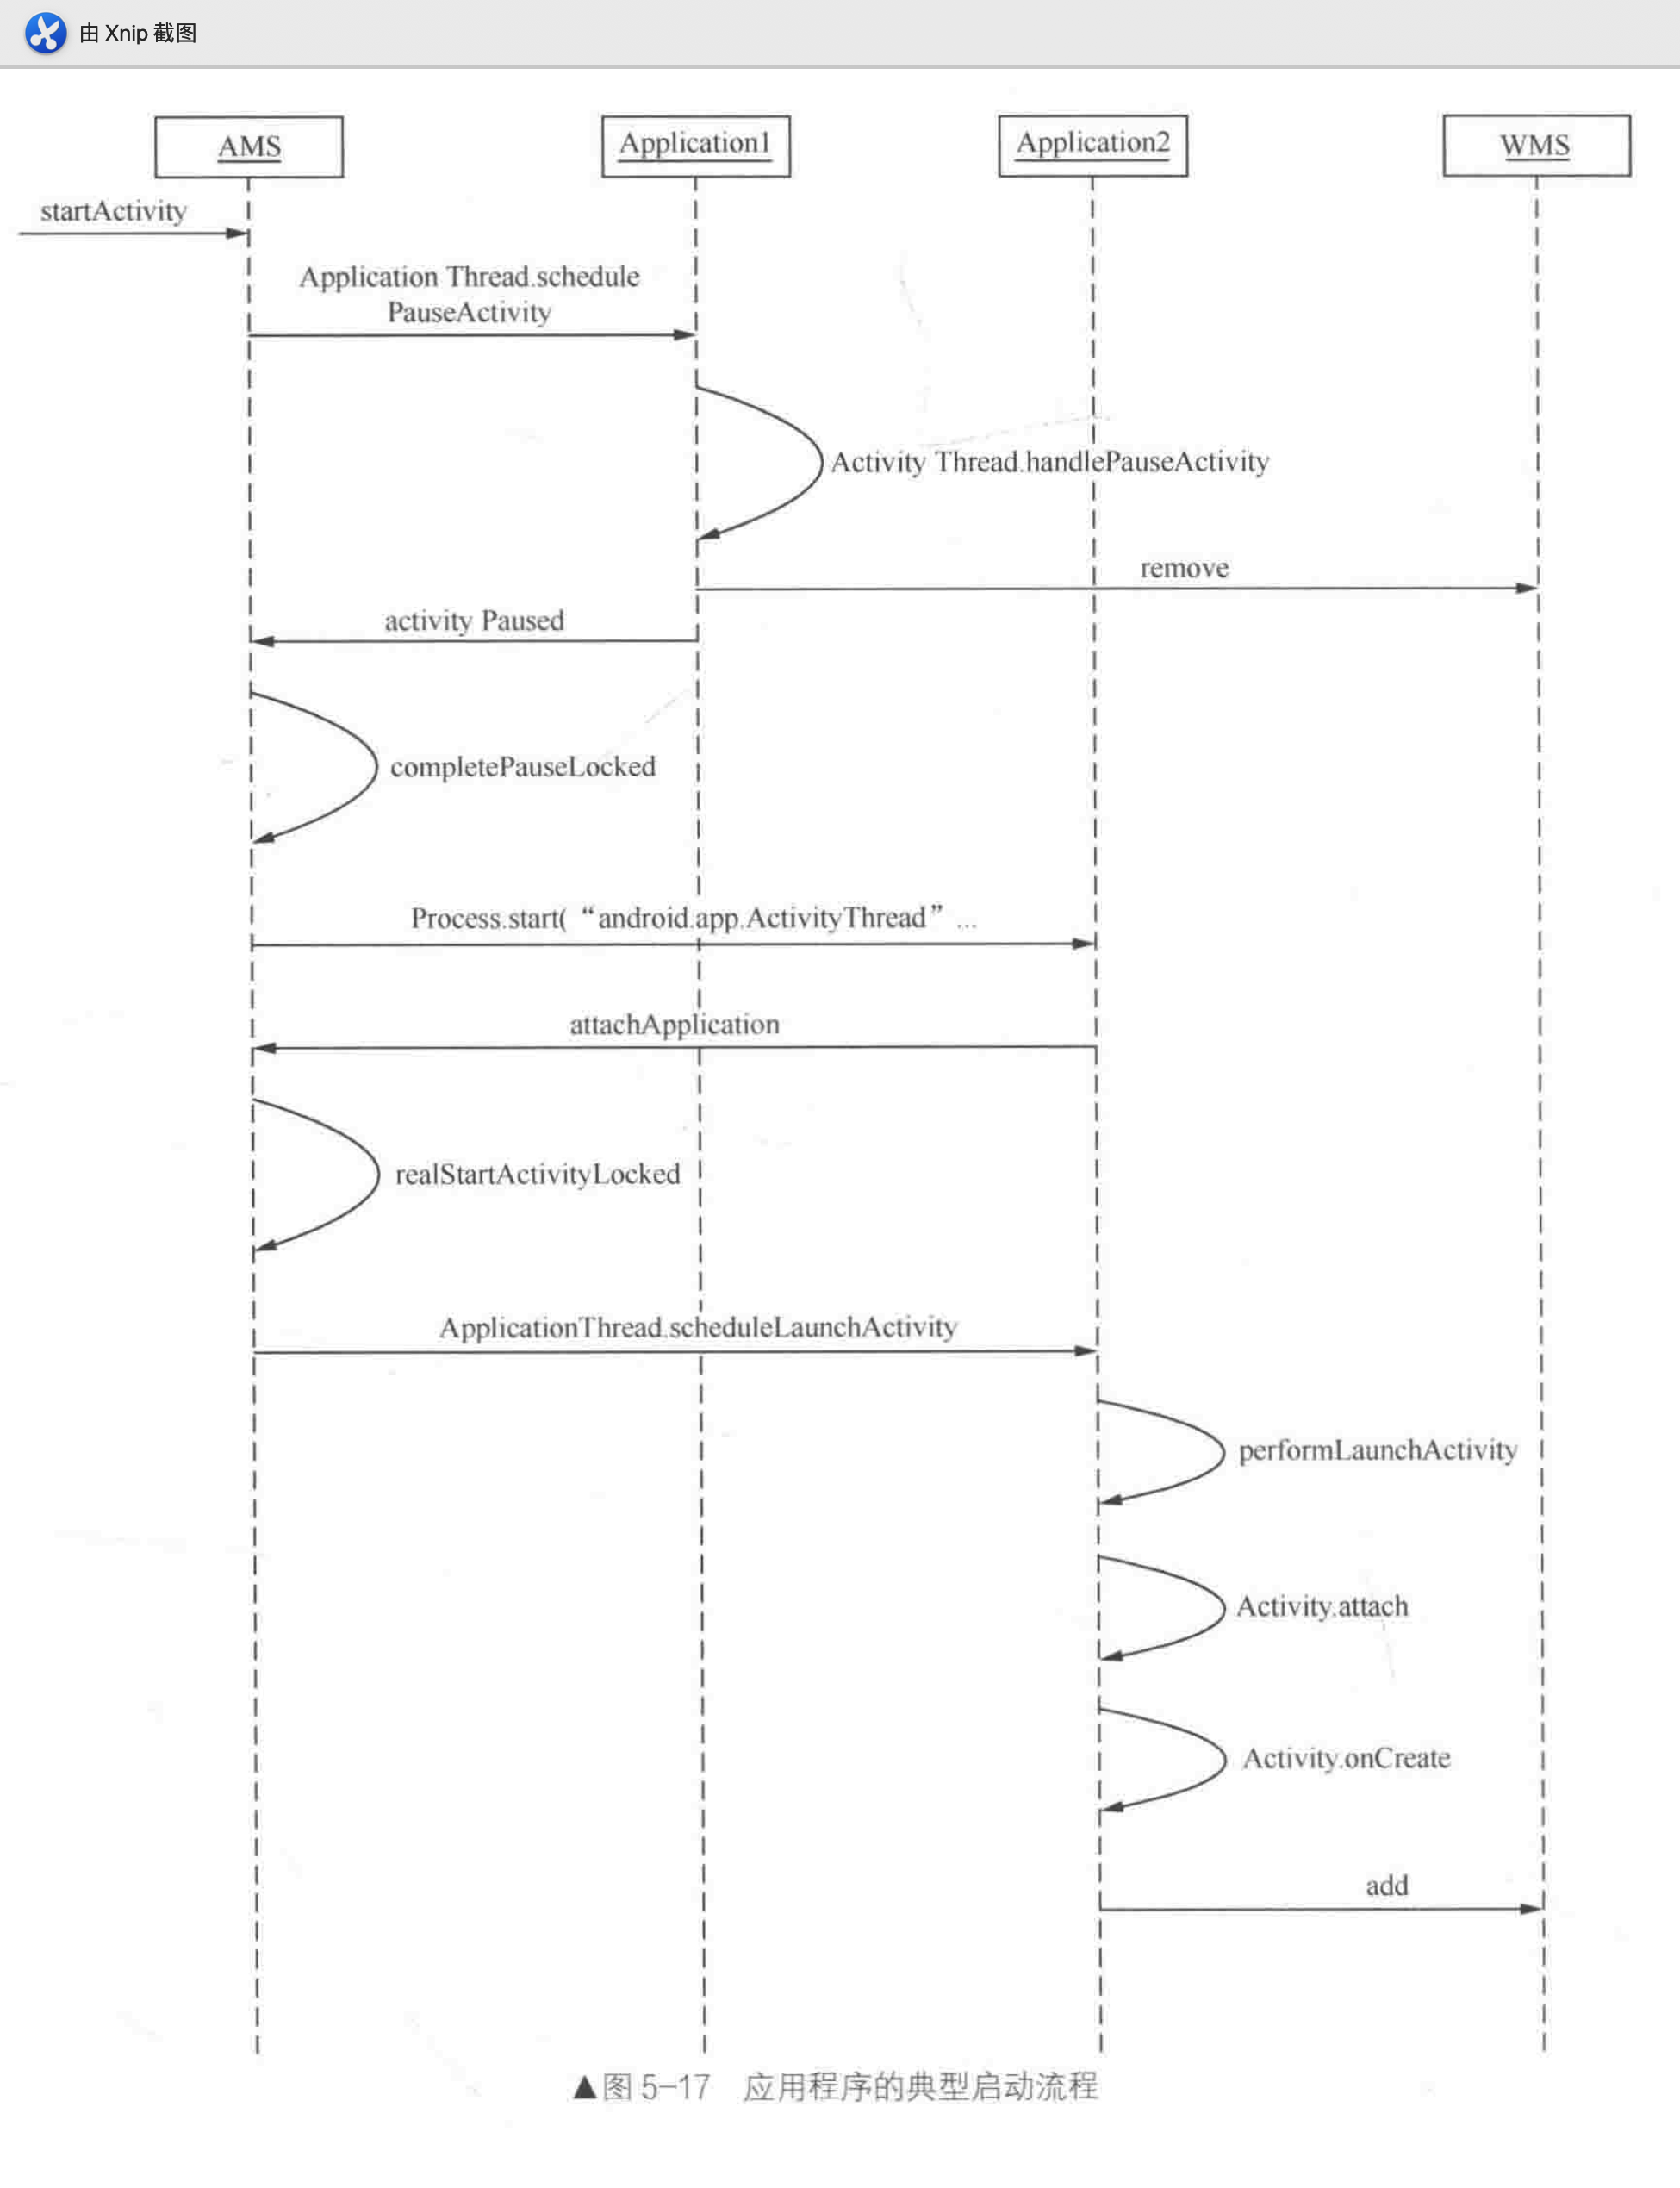 由 Xnip 截图
AMS
Application1
Application2
WMS
startActivity
Application Thread.schedule
PauseActivity
Activity Thread.handlePauseActivity
remove
activity Paused
completePauseLocked
Process.start( “android.app.ActivityThread” ...
attachApplication
realStartActivityLocked
ApplicationThread.scheduleLaunchActivity
performLaunchActivity
Activity.attach
Activity.onCreate
add
▲图 5-17 应用程序的典型启动流程